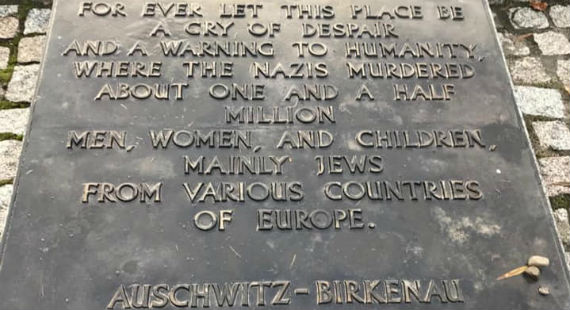 FOR EVER LET THIS PLACE BE
A CRY OF DESPAIR
AND A WARNING TO HUMANITY,
WHERE THE NAZIS MURDERED
ABOUT ONE AND A HALF
MILLION
MEN, WOMEN, AND CHILDREN,
MAINLY JEWS
FROM VARIOUS COUNTRIES
OF EUROPE.
AUSCHWITZ-BIRKENAU